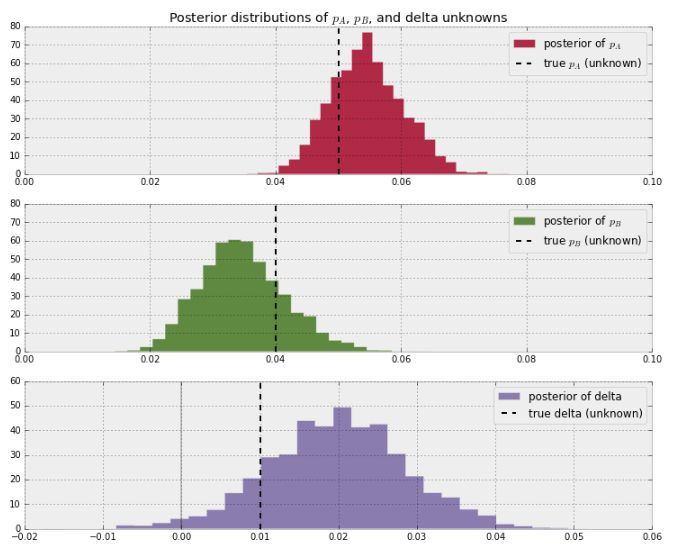 Posterior distributions of p_A, p_B, and delta unknowns
80
70
60
50
40
30
20
10
0
0.00 0.02 0.04 0.06 0.08 0.10
posterior of p_A
true p_A (unknown)
80
70
60
50
40
30
20
10
0
0.00 0.02 0.04 0.06 0.08 0.10
posterior of p_B
true p_B (unknown)
60
50
40
30
20
10
0
−0.02 −0.01 0.00 0.01 0.02 0.03 0.04 0.05 0.06
posterior of delta
true delta (unknown)